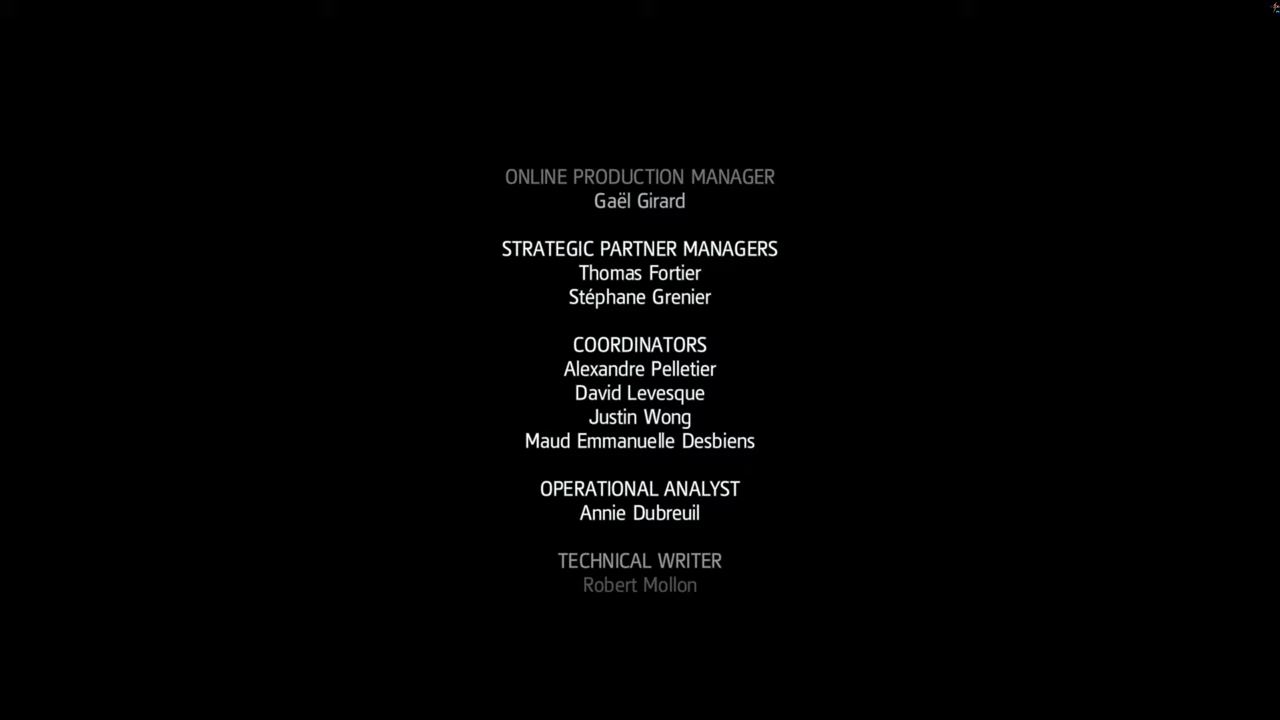 ONLINE PRODUCTION MANAGER
Gaël Girard
STRATEGIC PARTNER MANAGERS
Thomas Fortier
Stéphane Grenier
COORDINATORS
Alexandre Pelletier
David Levesque
Justin Wong
Maud Emmanuelle Desbiens
OPERATIONAL ANALYST
Annie Dubreuil
TECHNICAL WRITER
Robert Mollon